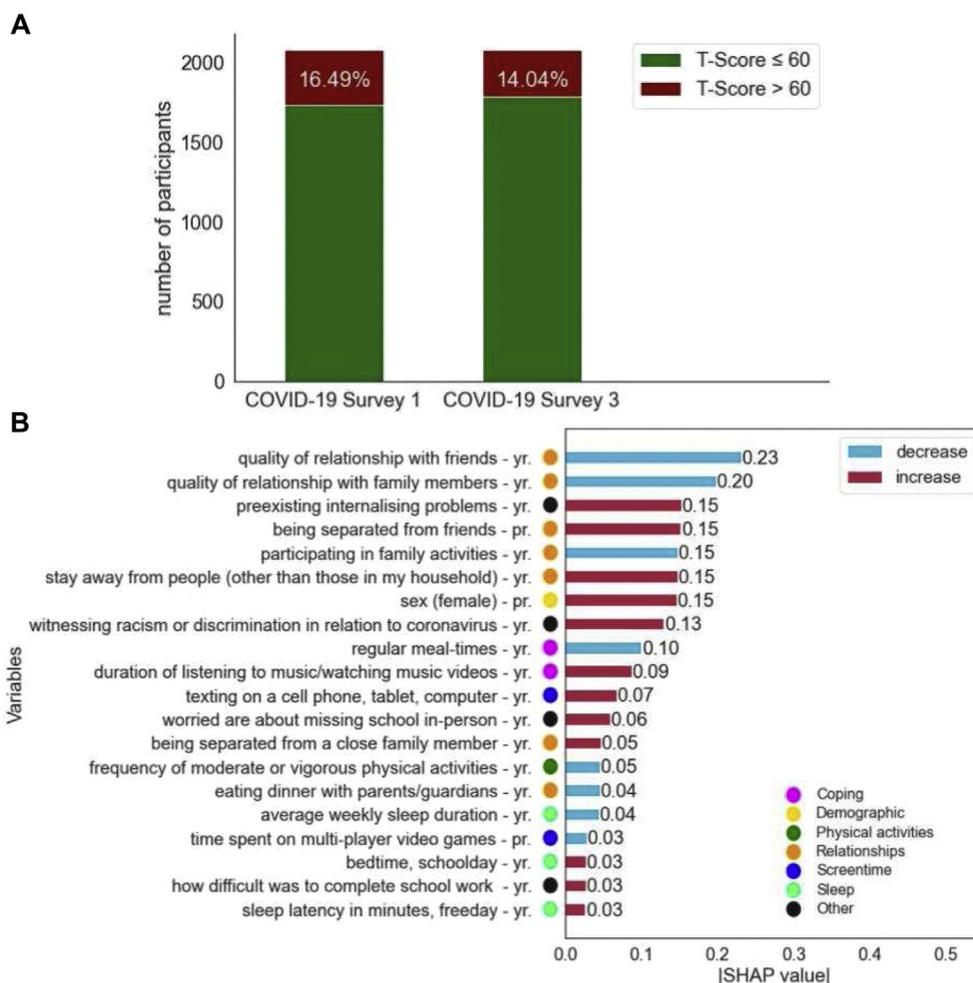 A
2000
1500
1000
500
0
number of participants
16.49%
14.04%
COVID-19 Survey 1
COVID-19 Survey 3
T-Score ≤ 60
T-Score > 60
B
Variables
quality of relationship with friends - yr. 0.23
quality of relationship with family members - yr. 0.20
preexisting internalising problems - yr. 0.15
being separated from friends - pr. 0.15
participating in family activities - yr. 0.15
stay away from people (other than those in my household) - yr. 0.15
sex (female) - pr. 0.15
witnessing racism or discrimination in relation to coronavirus - yr. 0.13
regular meal-times - yr. 0.10
duration of listening to music/watching music videos - yr. 0.09
texting on a cell phone, tablet, computer - yr. 0.07
worried are about missing school in-person - yr. 0.06
being separated from a close family member - yr. 0.05
frequency of moderate or vigorous physical activities - yr. 0.05
eating dinner with parents/guardians - yr. 0.04
average weekly sleep duration - yr. 0.04
time spent on multi-player video games - pr. 0.03
bedtime, schoolday - yr. 0.03
how difficult was to complete school work - yr. 0.03
sleep latency in minutes, freeday - yr. 0.03
decrease
increase
Coping
Demographic
Physical activities
Relationships
Screentime
Sleep
Other
0.0 0.1 0.2 0.3 0.4 0.5
|SHAP value|